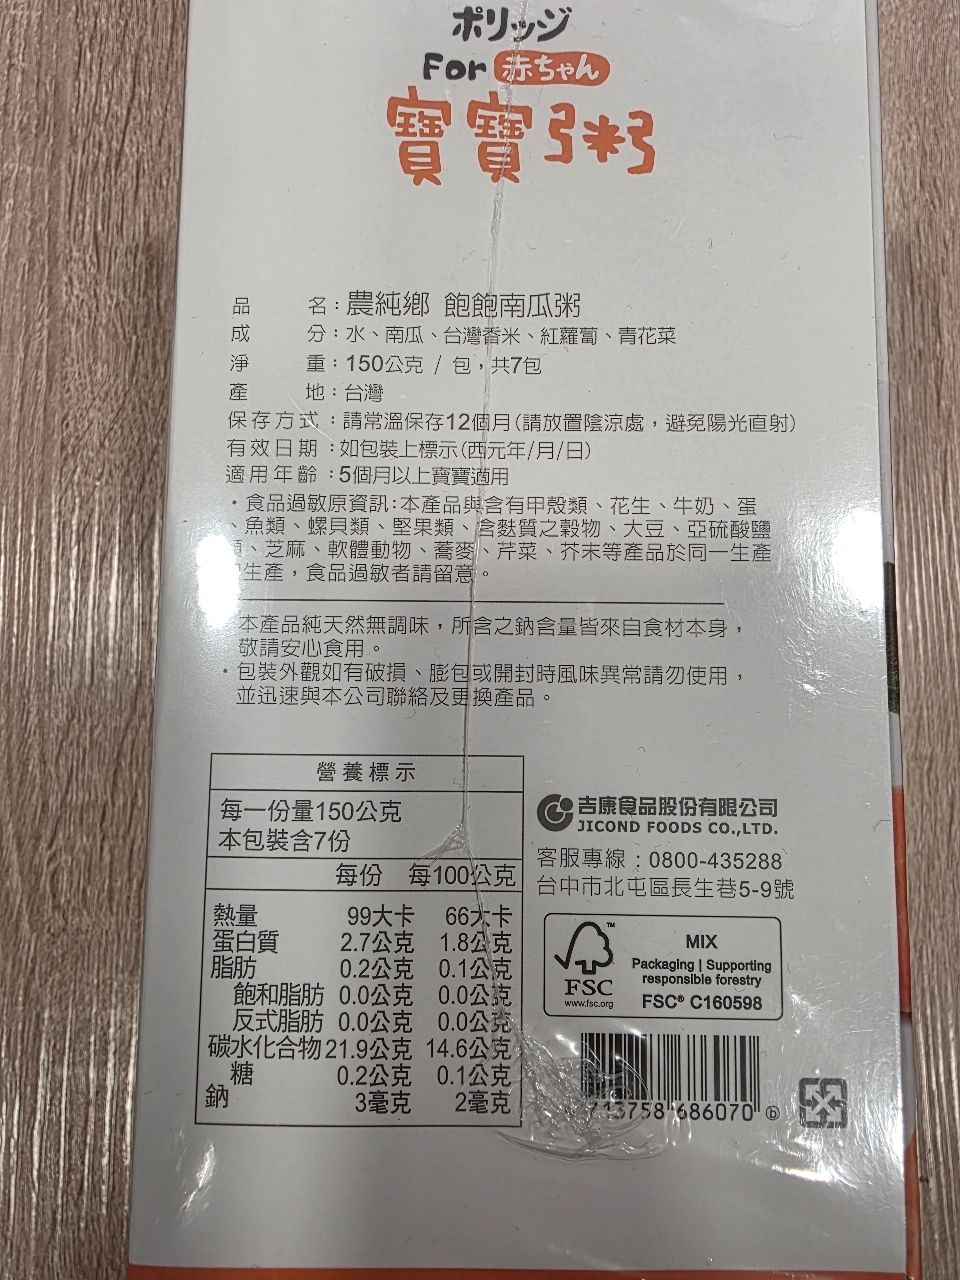 ポリッジ
For 赤ちゃん
寶寶粥
品名：農純鄉 飽飽南瓜粥
成分：水、南瓜、台灣香米、紅蘿蔔、青花菜
淨重：150公克 / 包，共7包
產地：台灣
保存方式：請常溫保存12個月(請放置陰涼處，避免陽光直射)
有效日期：如包裝上標示(西元年/月/日)
適用年齡：5個月以上寶寶適用
・食品過敏原資訊：本產品與含有甲殼類、花生、牛奶、蛋
、魚類、螺貝類、堅果類、含麩質之穀物、大豆、亞硫酸鹽
、芝麻、軟體動物、蕎麥、芹菜、芥末等產品於同一生產
生產，食品過敏者請留意。
本產品純天然無調味，所含之鈉含量皆來自食材本身，
敬請安心食用。
・包裝外觀如有破損、膨包或開封時風味異常請勿使用，
並迅速與本公司聯絡及更換產品。
營養標示
每一份量150公克
本包裝含7份
每份 每100公克
熱量 99大卡 66大卡
蛋白質 2.7公克 1.8公克
脂肪 0.2公克 0.1公克
飽和脂肪 0.0公克 0.0公克
反式脂肪 0.0公克 0.0公克
碳水化合物 21.9公克 14.6公克
糖 0.2公克 0.1公克
鈉 3毫克 2毫克
吉康食品股份有限公司
JICOND FOODS CO.,LTD.
客服專線：0800-435288
台中市北屯區長生巷5-9號
TM
FSC
www.fsc.org
MIX
Packaging | Supporting
responsible forestry
FSC® C160598
713758 686070 ⑥